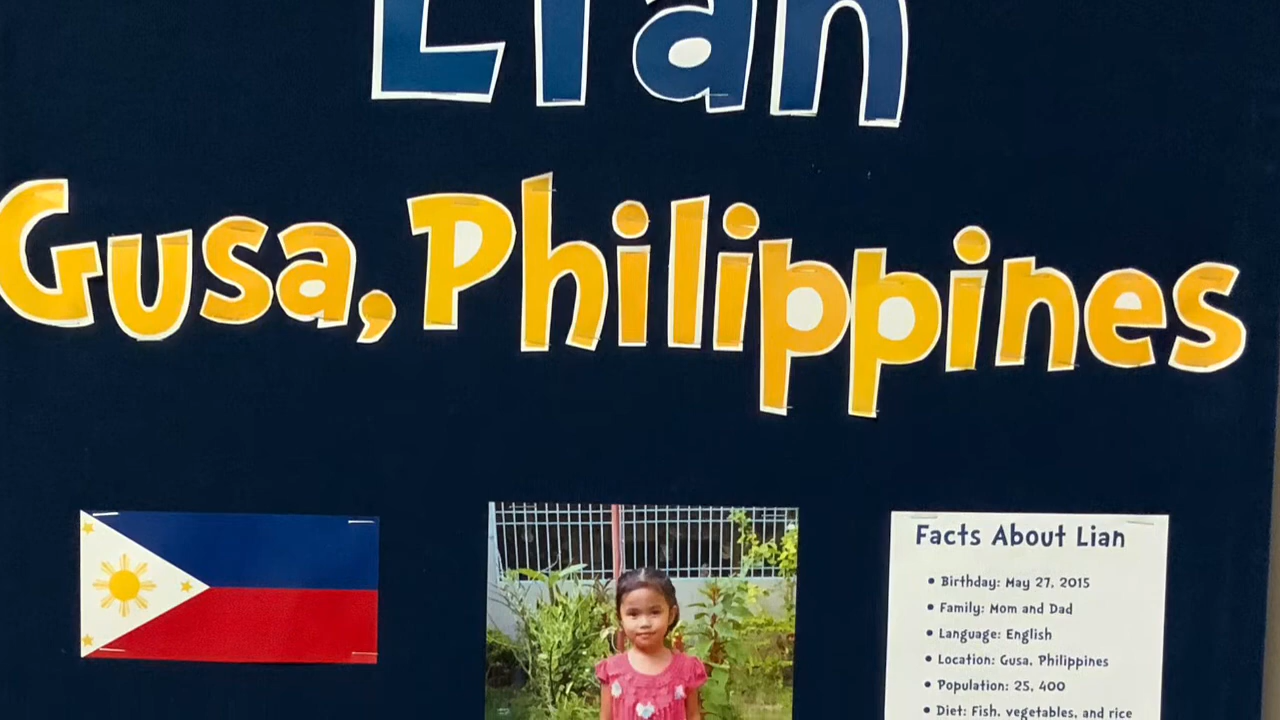 Lian
Gusa, Philippines
Facts About Lian
• Birthday: May 27, 2015
• Family: Mom and Dad
• Language: English
• Location: Gusa, Philippines
• Population: 25, 400
• Diet: Fish, vegetables, and rice